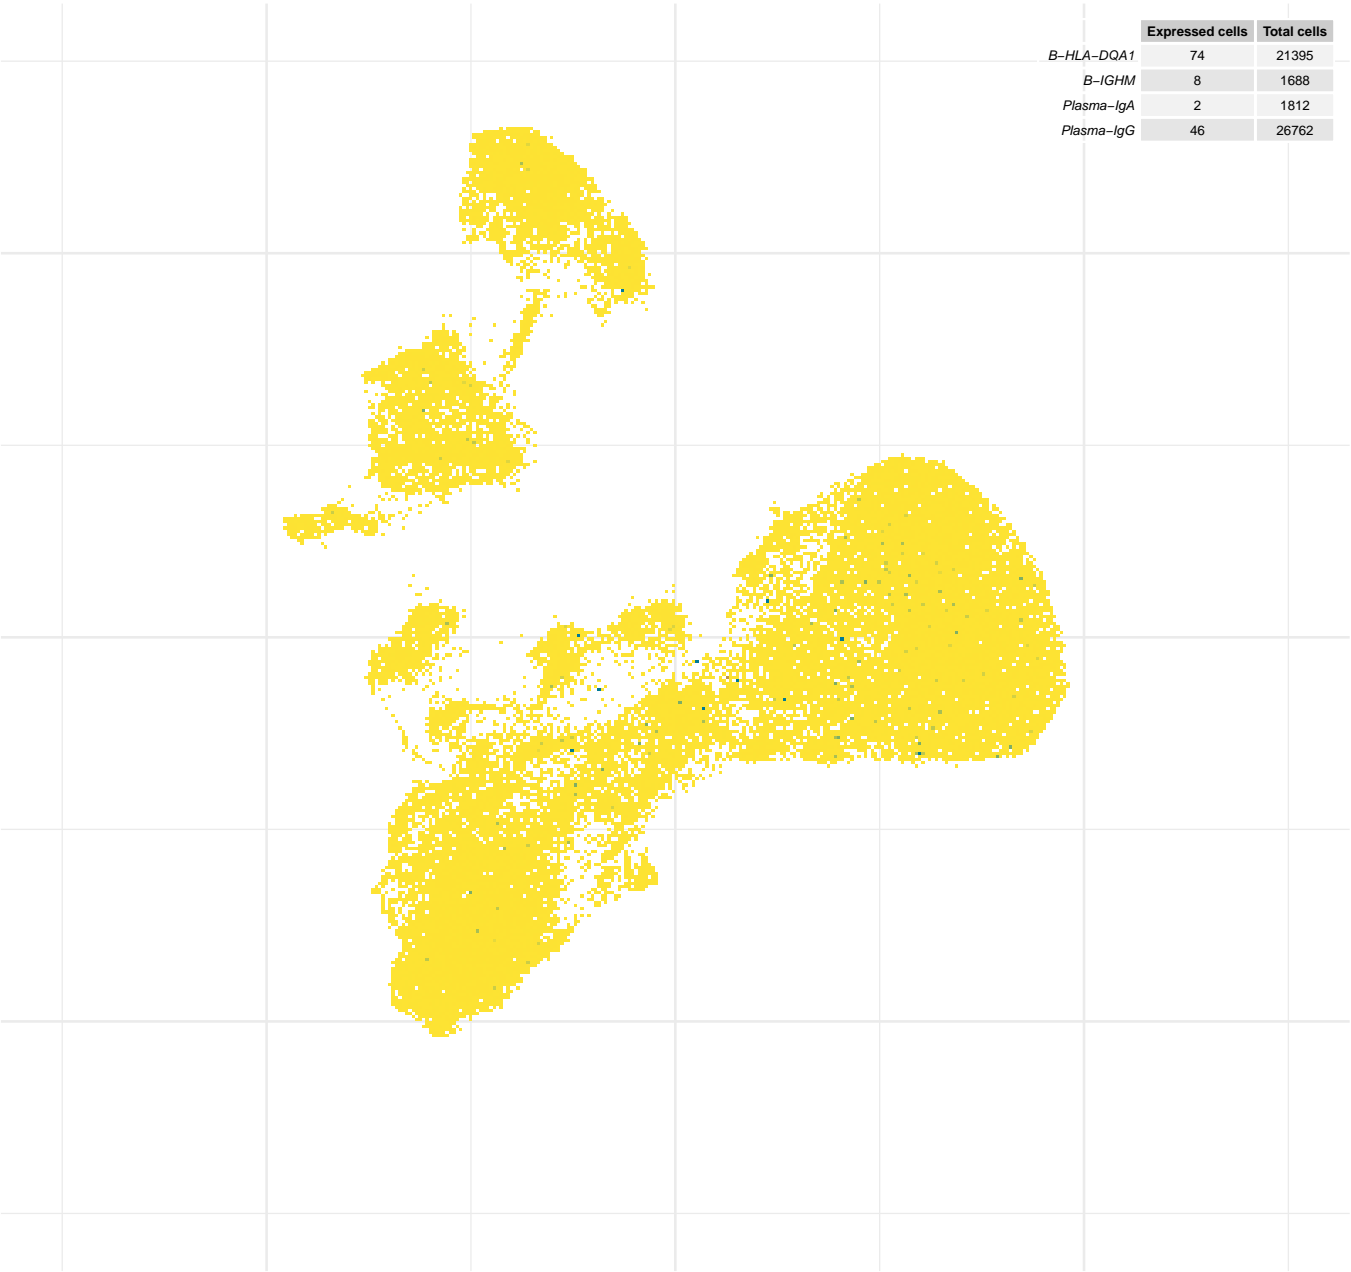 Expressed cells Total cells
B−HLA−DQA1 74 21395
B−IGHM 8 1688
Plasma−IgA 2 1812
Plasma−IgG 46 26762